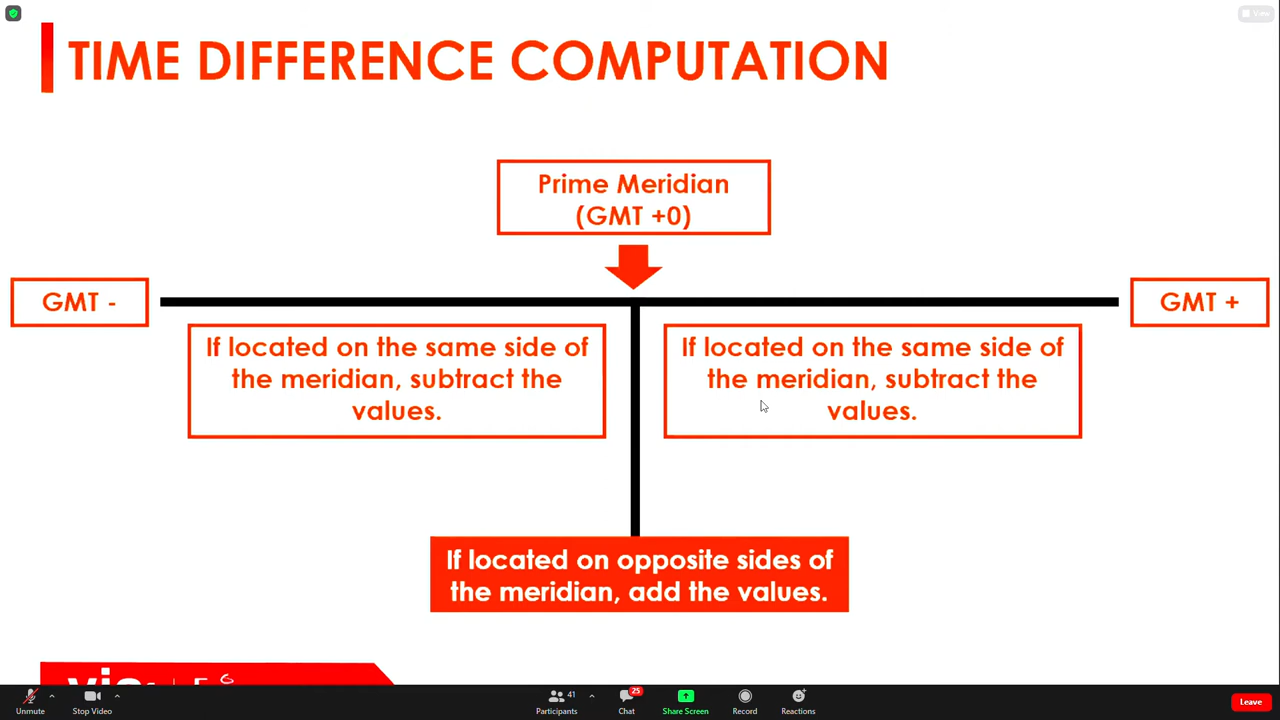 View
TIME DIFFERENCE COMPUTATION
Prime Meridian
(GMT +0)
GMT -
GMT +
If located on the same side of
the meridian, subtract the
values.
If located on the same side of
the meridian, subtract the
values.
If located on opposite sides of
the meridian, add the values.
Unmute
Stop Video
41
Participants
25
Chat
Share Screen
Record
Reactions
Leave